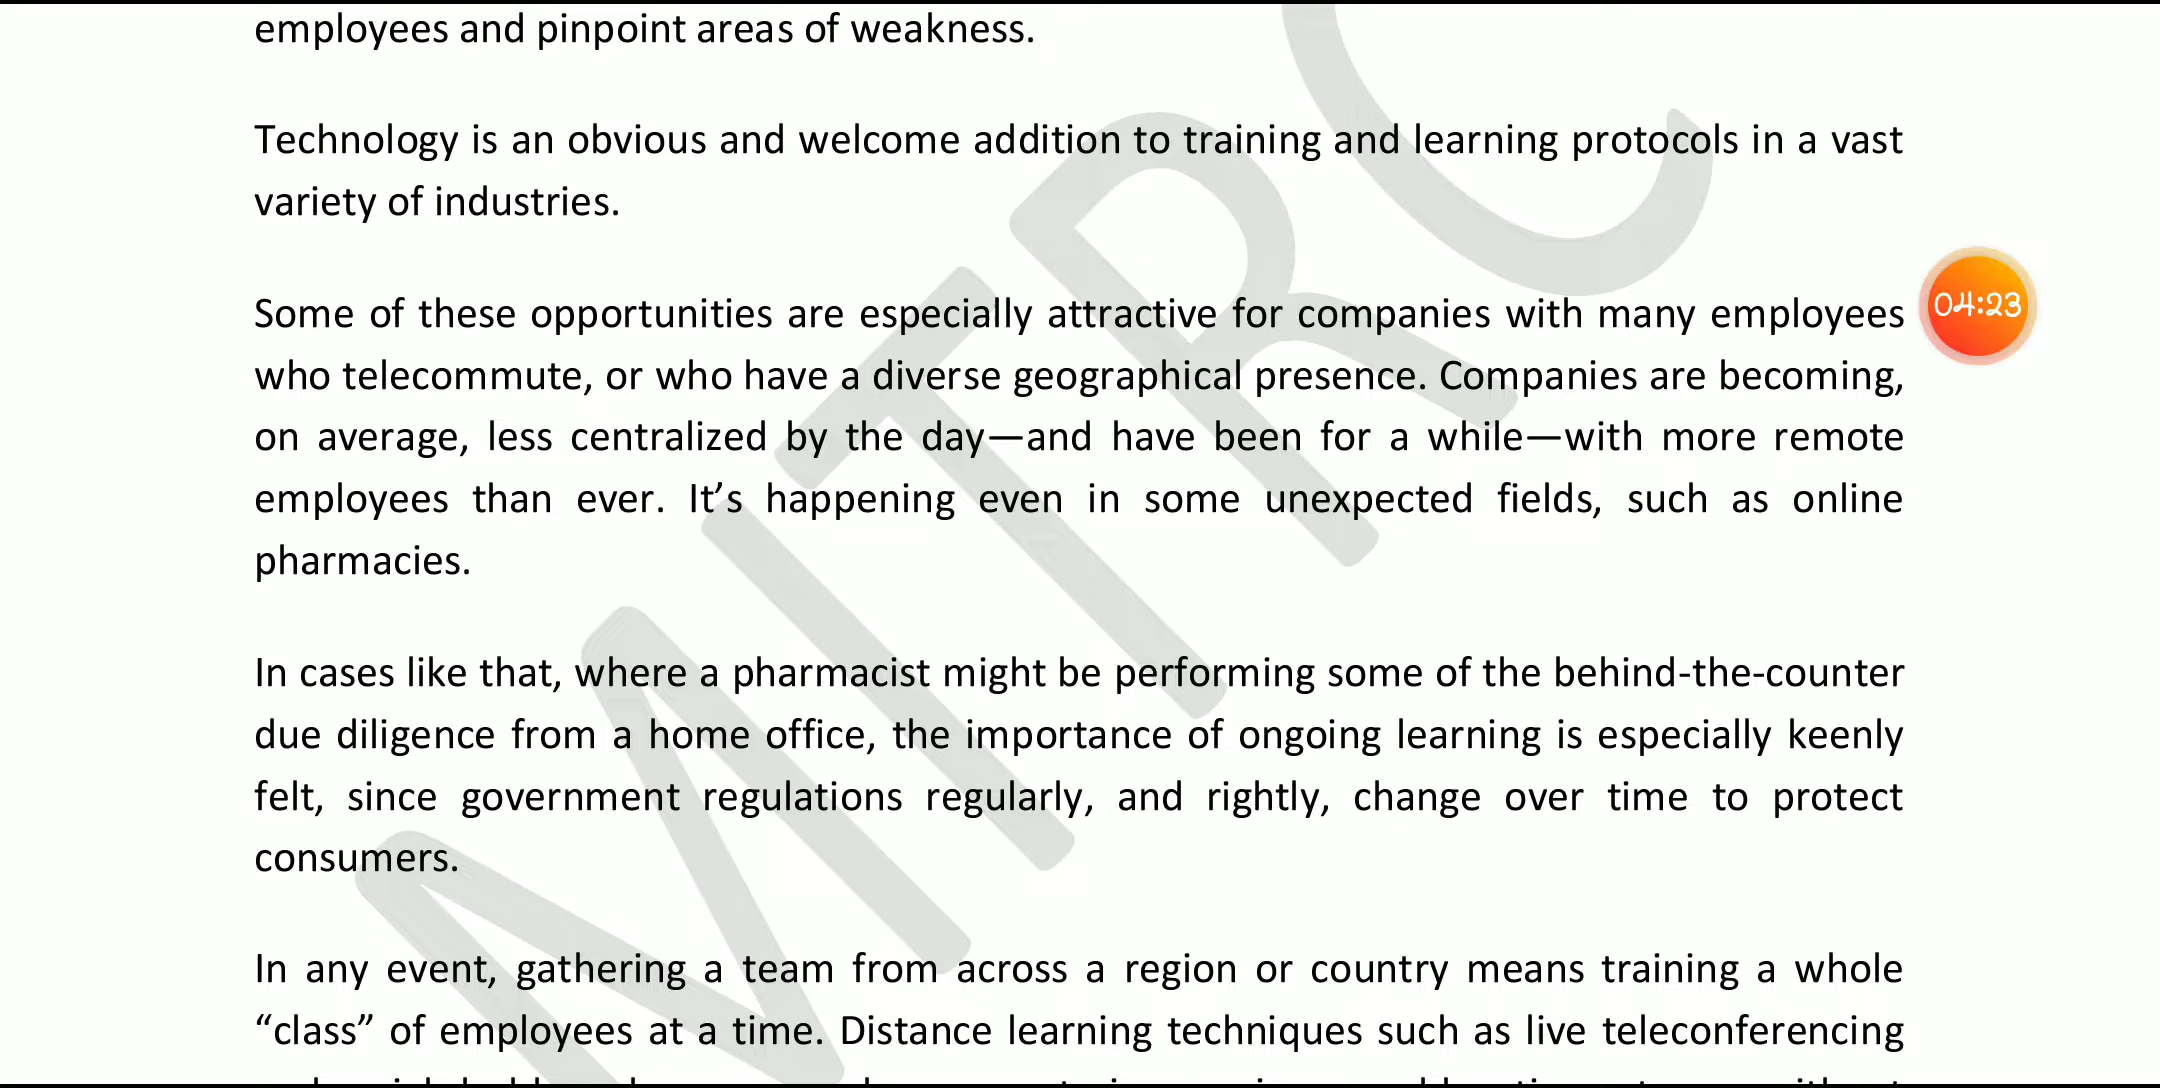 employees and pinpoint areas of weakness.
Technology is an obvious and welcome addition to training and learning protocols in a vast
variety of industries.
Some of these opportunities are especially attractive for companies with many employees
who telecommute, or who have a diverse geographical presence. Companies are becoming,
on average, less centralized by the day—and have been for a while—with more remote
employees than ever. It’s happening even in some unexpected fields, such as online
pharmacies.
In cases like that, where a pharmacist might be performing some of the behind-the-counter
due diligence from a home office, the importance of ongoing learning is especially keenly
felt, since government regulations regularly, and rightly, change over time to protect
consumers.
In any event, gathering a team from across a region or country means training a whole
“class” of employees at a time. Distance learning techniques such as live teleconferencing
04:23
MITRC